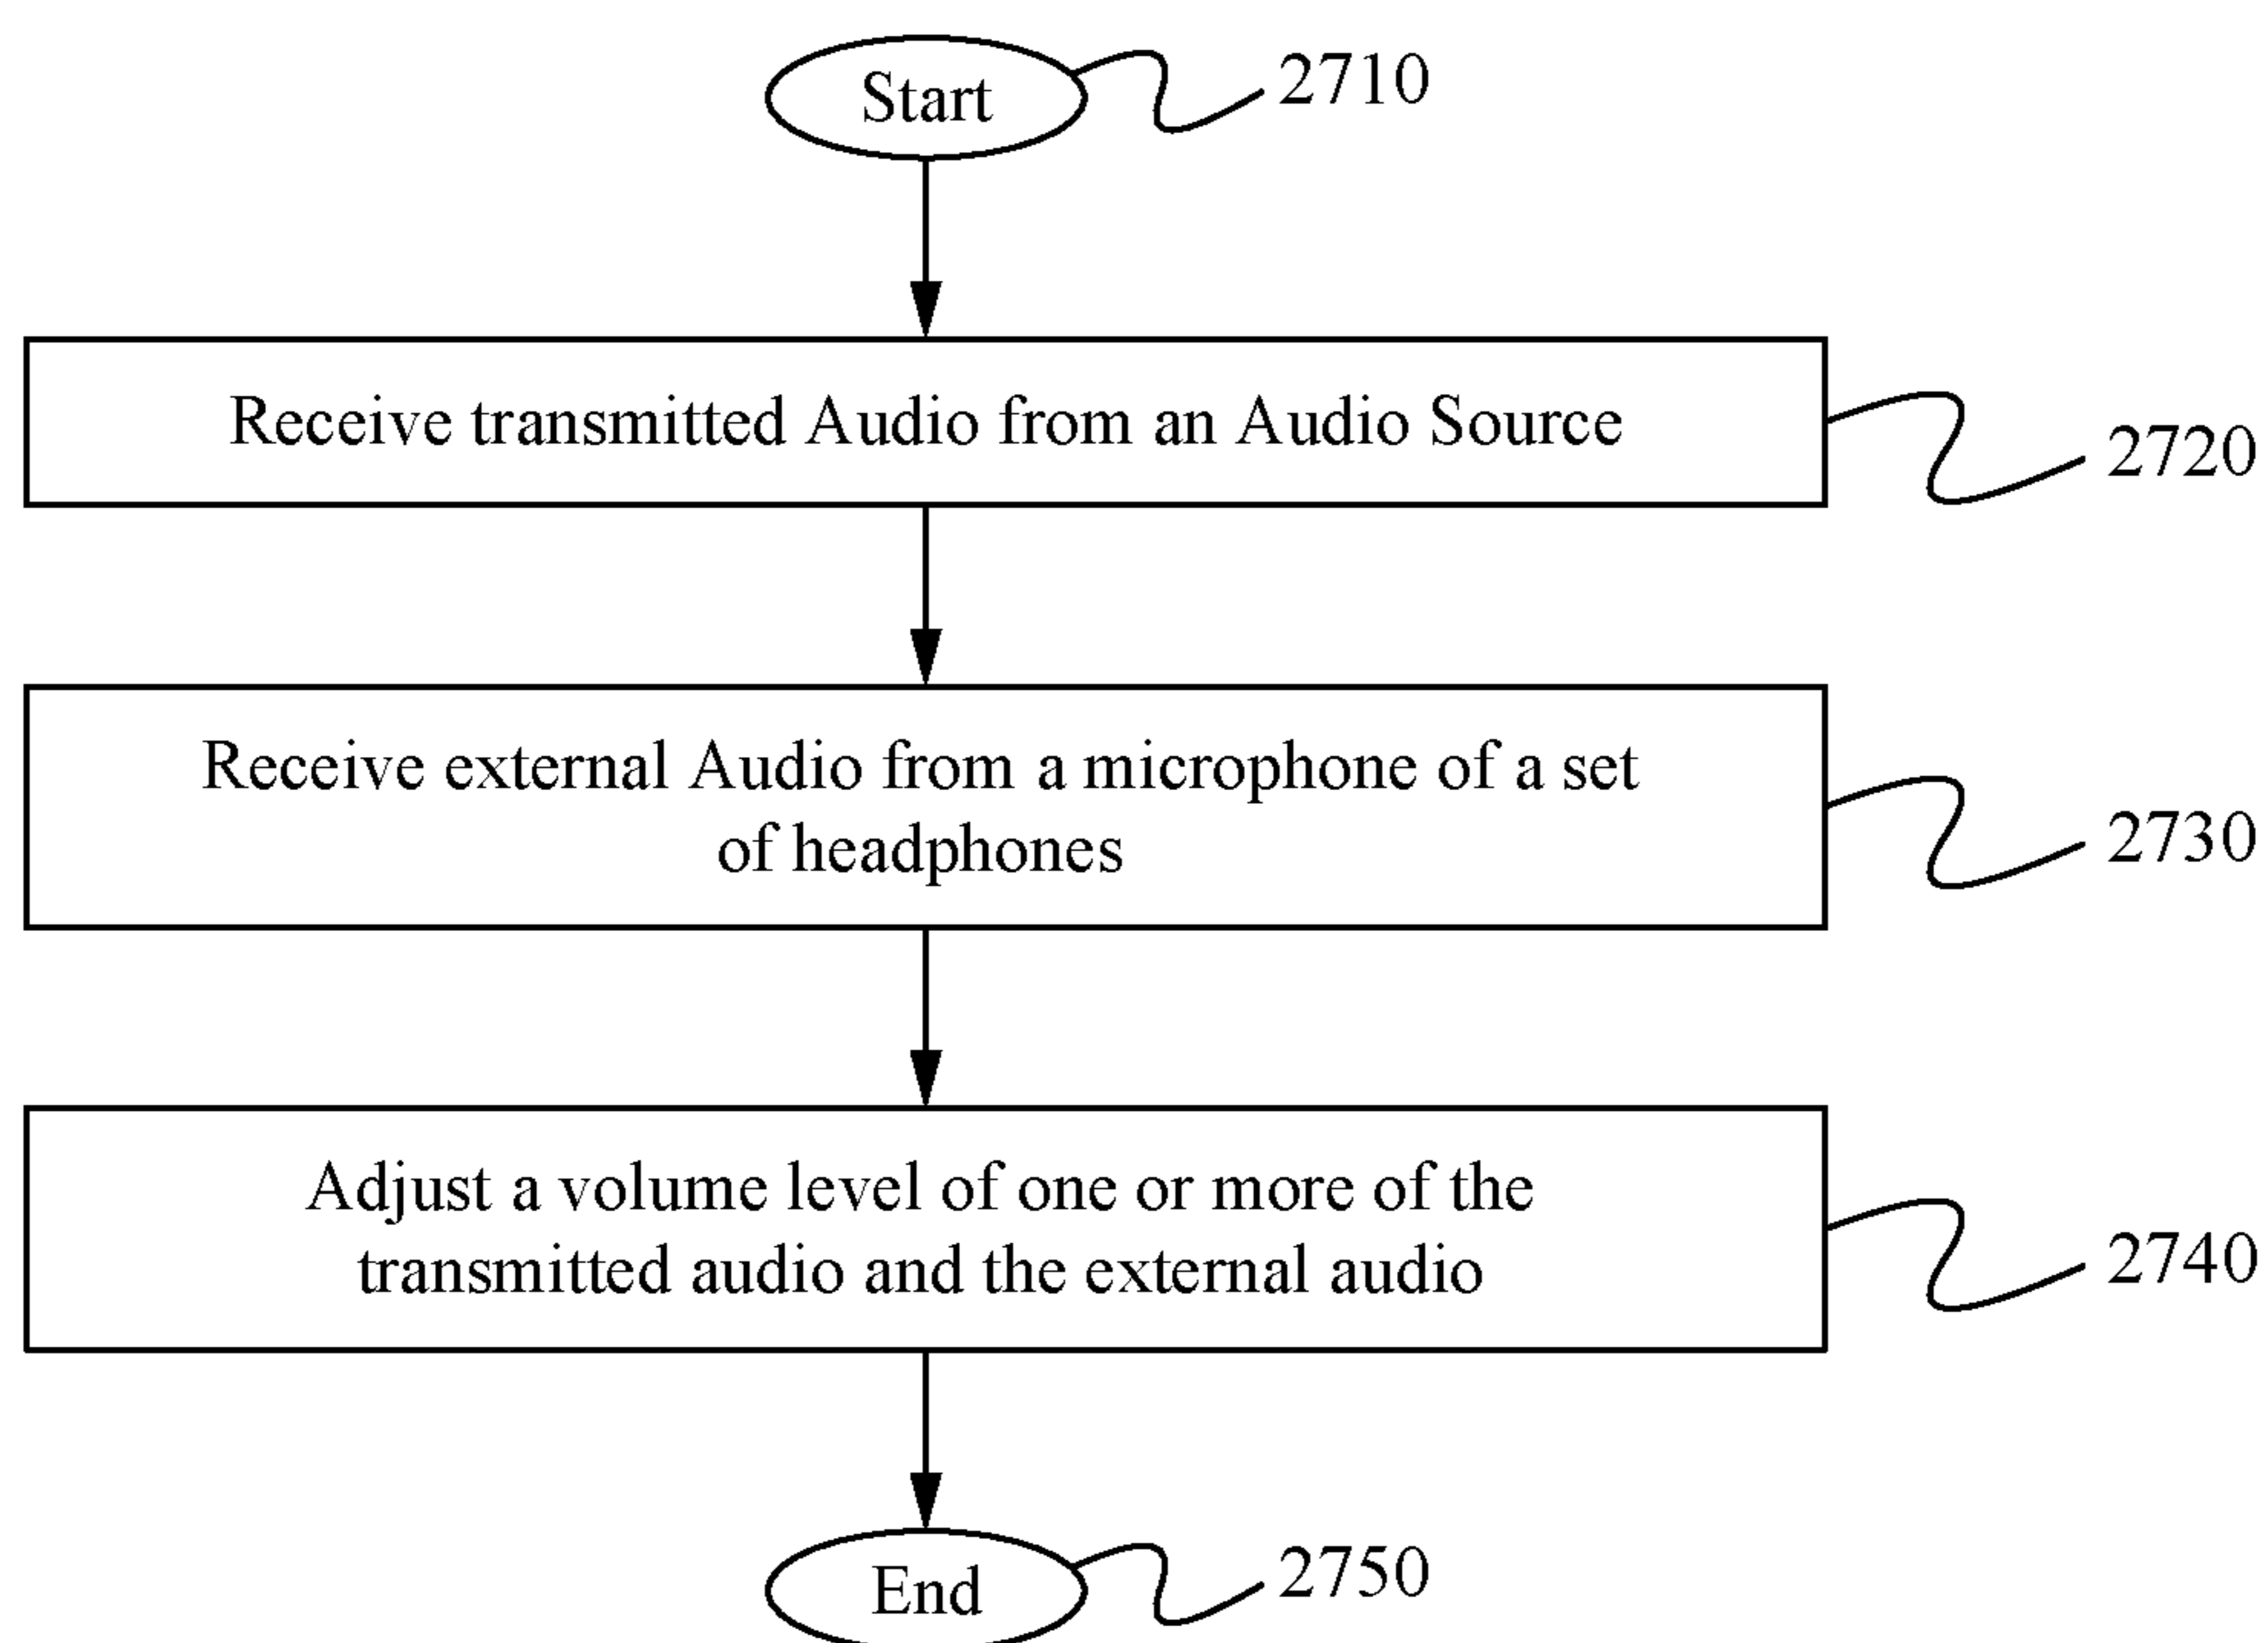 Start
2710
Receive transmitted Audio from an Audio Source
2720
Receive external Audio from a microphone of a set
of headphones
2730
Adjust a volume level of one or more of the
transmitted audio and the external audio
2740
End
2750